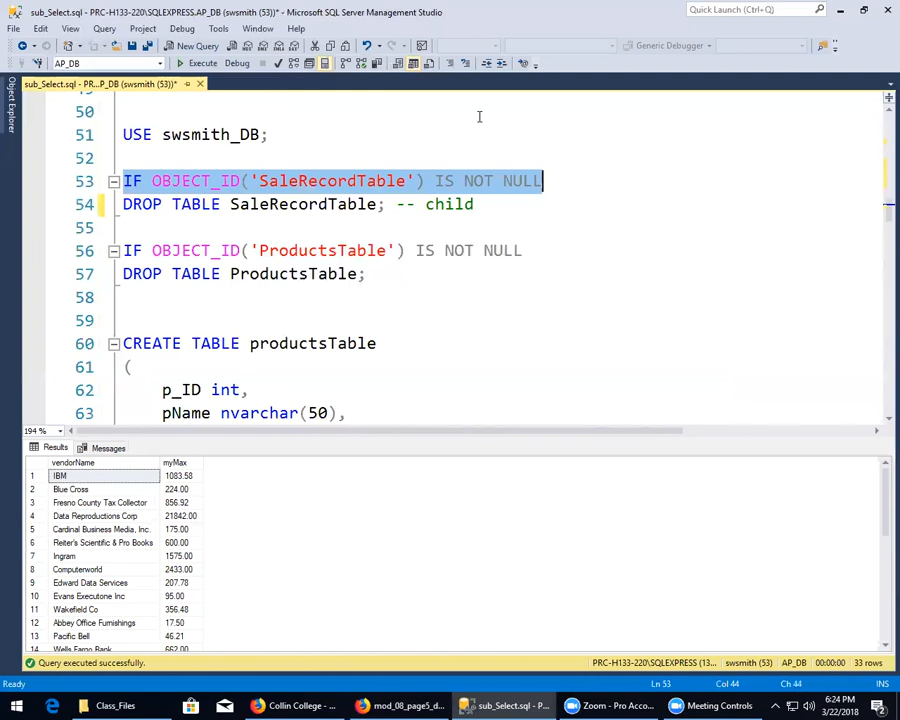 sub_Select.sql - PRC-H133-220\SQLEXPRESS.AP_DB (swsmith (53))* - Microsoft SQL Server Management Studio
Quick Launch (Ctrl+Q)
File Edit View Query Project Debug Tools Window Help
New Query
Generic Debugger
AP_DB
Execute Debug
sub_Select.sql - PR...P_DB (swsmith (53))*
Object Explorer
50
51 USE swsmith_DB;
52
53 IF OBJECT_ID('SaleRecordTable') IS NOT NULL
54 DROP TABLE SaleRecordTable; -- child
55
56 IF OBJECT_ID('ProductsTable') IS NOT NULL
57 DROP TABLE ProductsTable;
58
59
60 CREATE TABLE productsTable
61 (
62 p_ID int,
63 pName nvarchar(50),
194 %
Results Messages
vendorName myMax
1 IBM 1083.58
2 Blue Cross 224.00
3 Fresno County Tax Collector 856.92
4 Data Reproductions Corp 21842.00
5 Cardinal Business Media, Inc. 175.00
6 Reiter's Scientific & Pro Books 600.00
7 Ingram 1575.00
8 Computerworld 2433.00
9 Edward Data Services 207.78
10 Evans Executone Inc 95.00
11 Wakefield Co 356.48
12 Abbey Office Furnishings 17.50
13 Pacific Bell 46.21
14 Wells Fargo Bank 662.00
Query executed successfully.
PRC-H133-220\SQLEXPRESS (13... swsmith (53) AP_DB 00:00:00 33 rows
Ready Ln 53 Col 44 Ch 44 INS
Class_Files
Collin College - ...
mod_08_page5_d...
sub_Select.sql - P...
Zoom - Pro Acco...
Meeting Controls
6:24 PM
3/22/2018